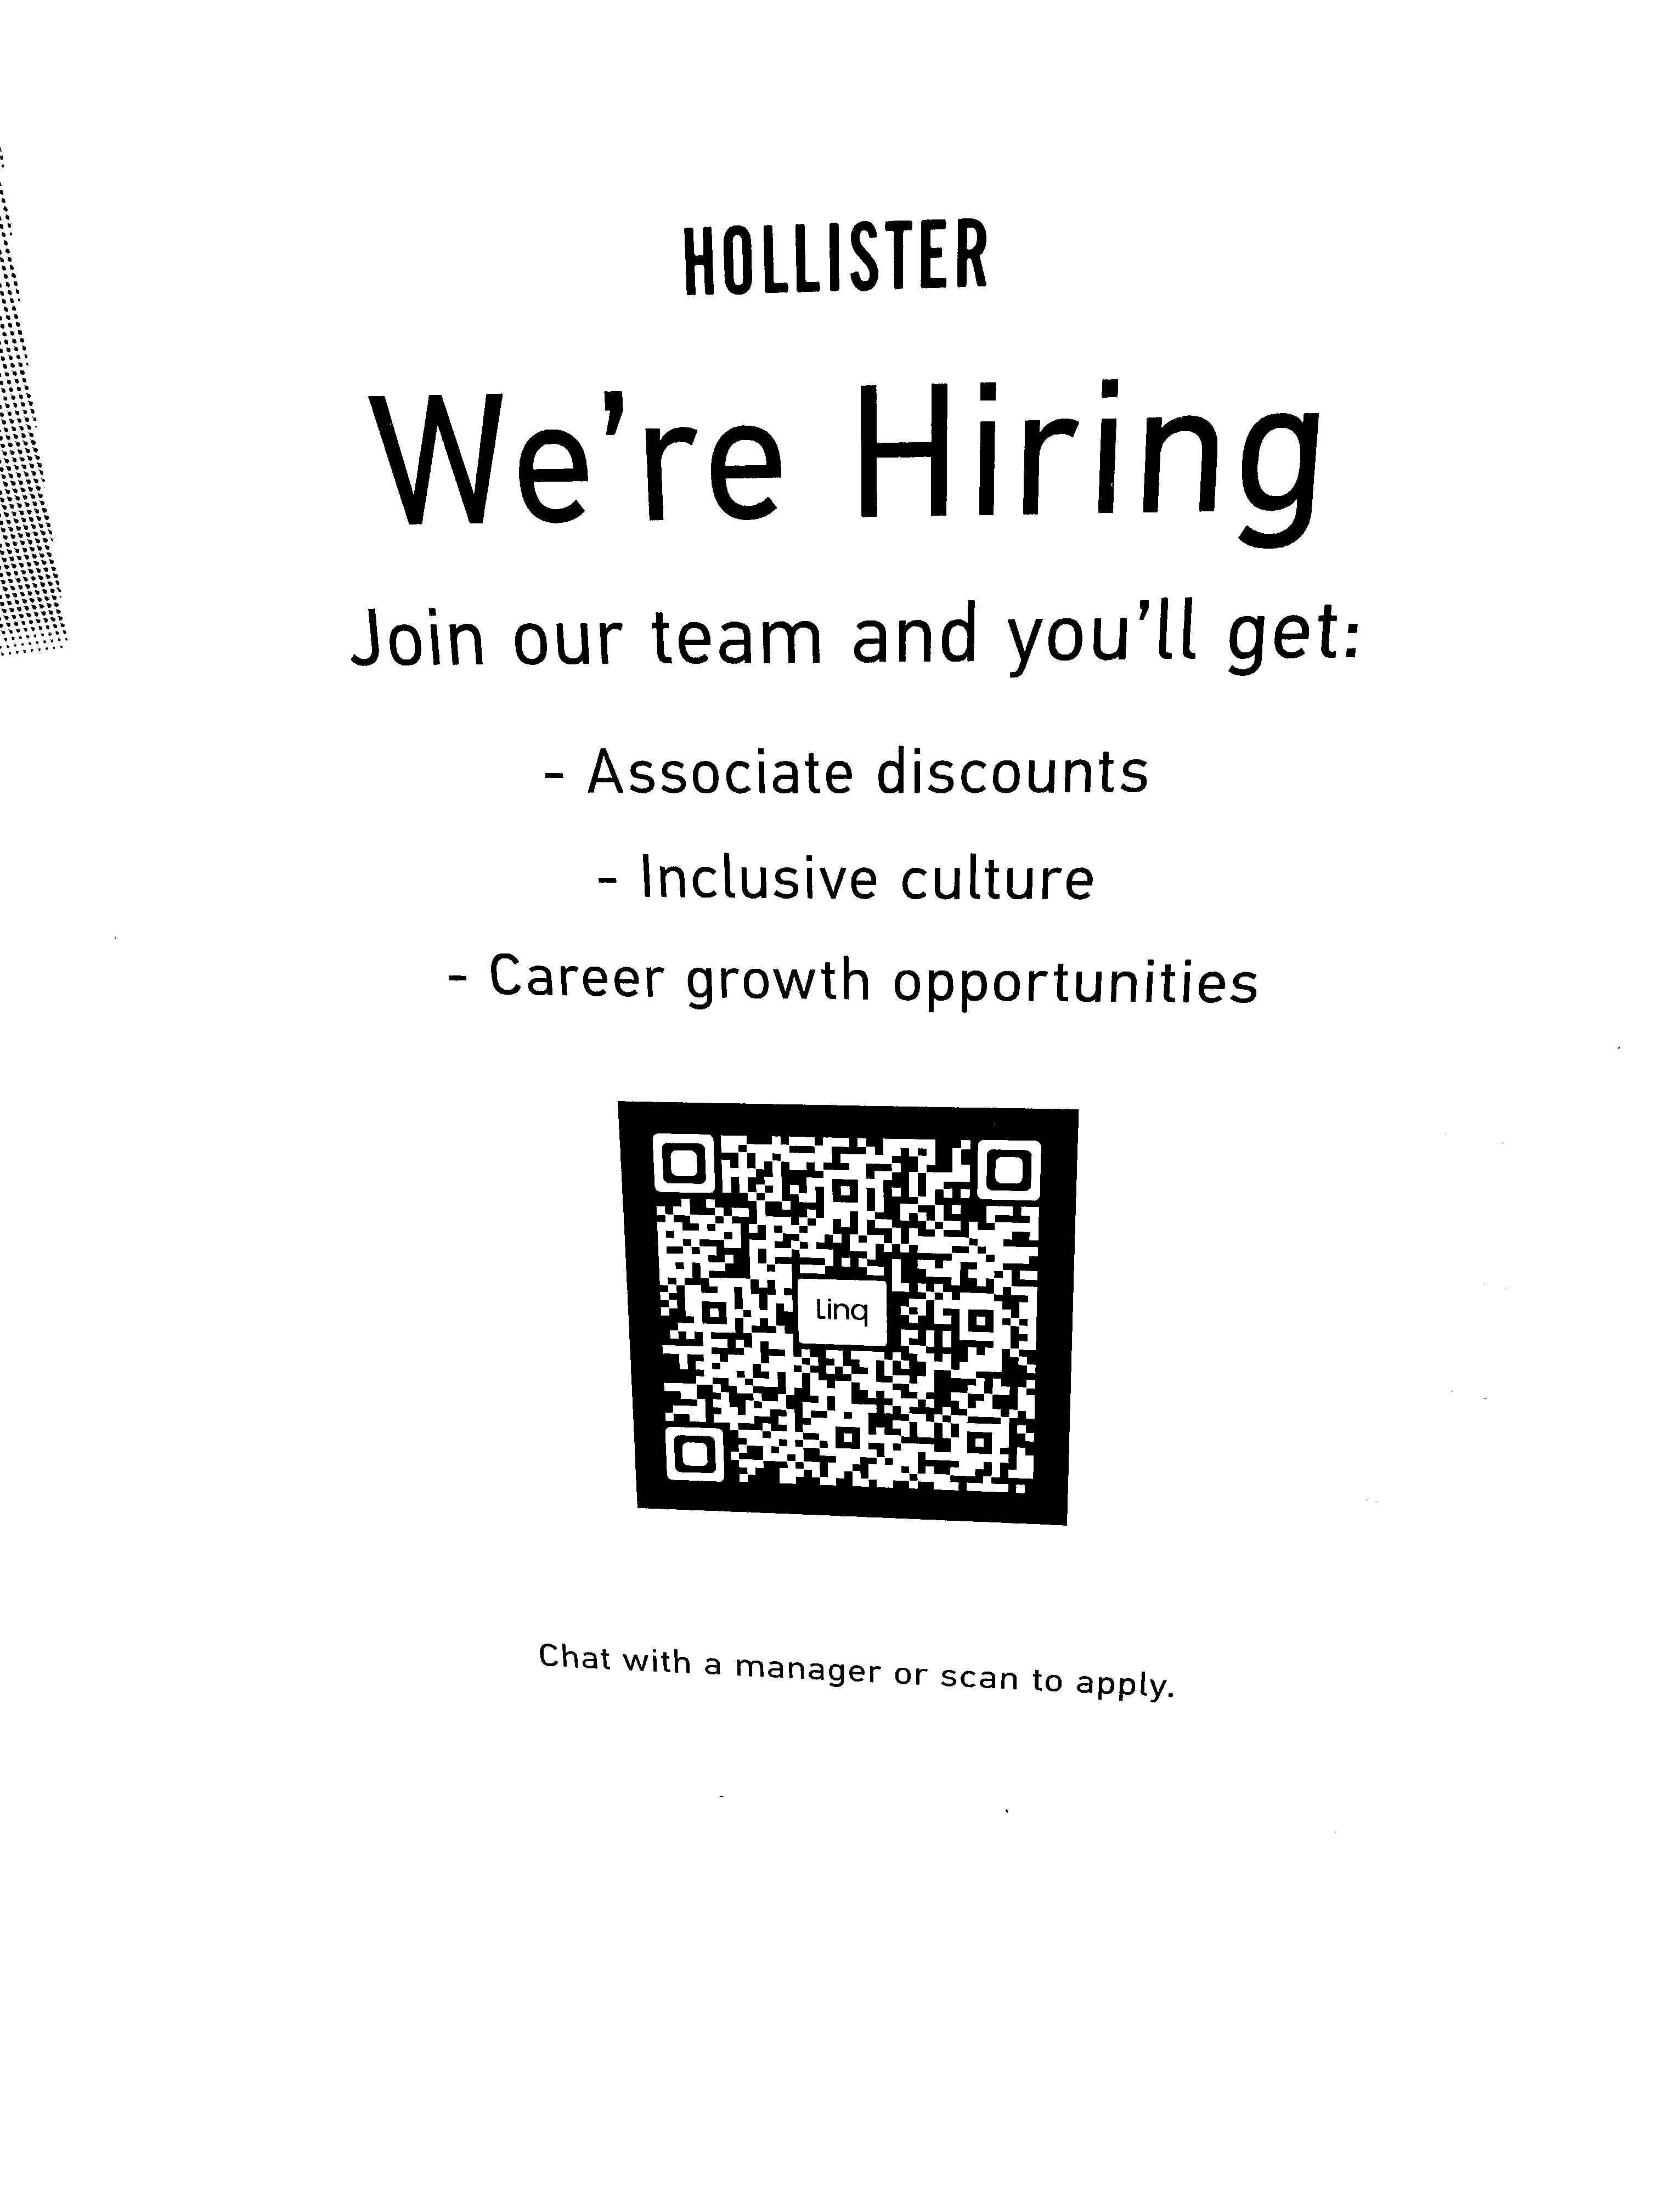 HOLLISTER
We're Hiring
Join our team and you'll get:
- Associate discounts
- Inclusive culture
- Career growth opportunities
Linq
Chat with a manager or scan to apply.